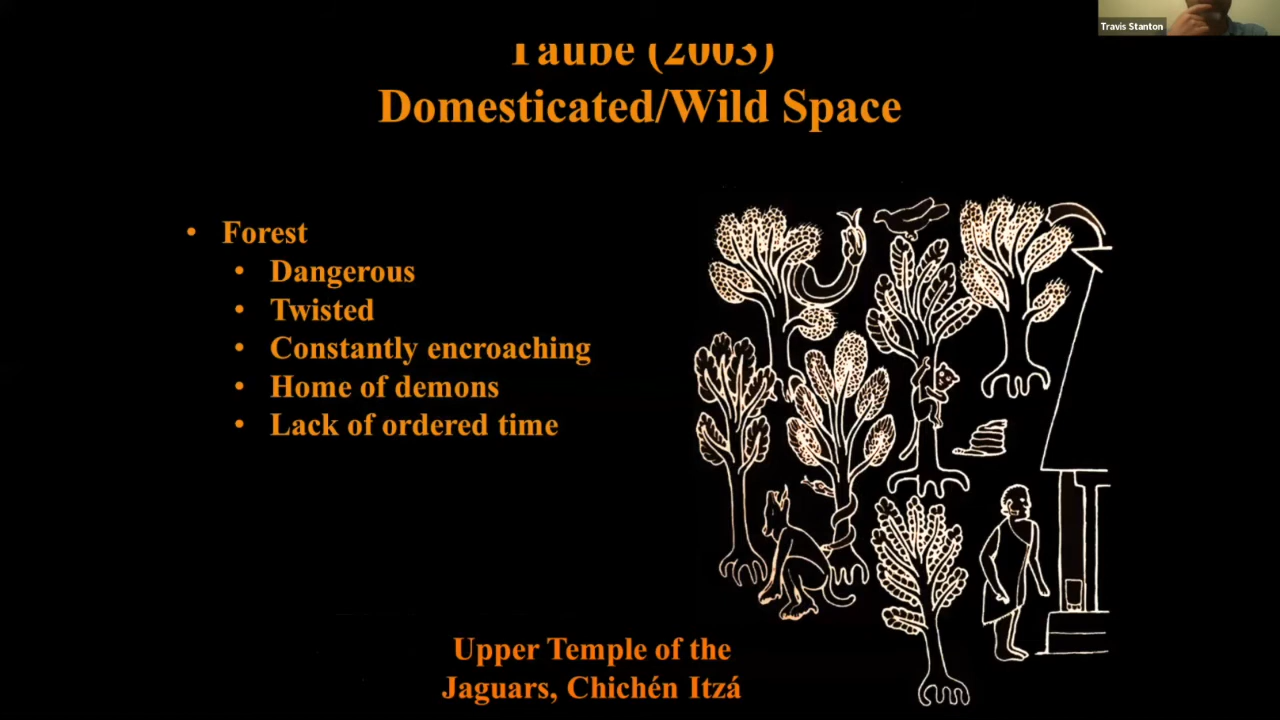 Travis Stanton
Taube (2003)
Domesticated/Wild Space
• Forest
• Dangerous
• Twisted
• Constantly encroaching
• Home of demons
• Lack of ordered time
Upper Temple of the
Jaguars, Chichén Itzá